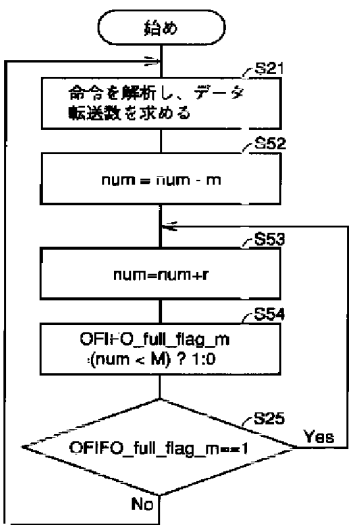 始め
S21
命令を解析し、データ
転送数を求める
S52
num = num - m
S53
num=num+r
S54
OFIFO_full_flag_m
=(num < M) ? 1:0
S25
OFIFO_full_flag_m==1
Yes
No